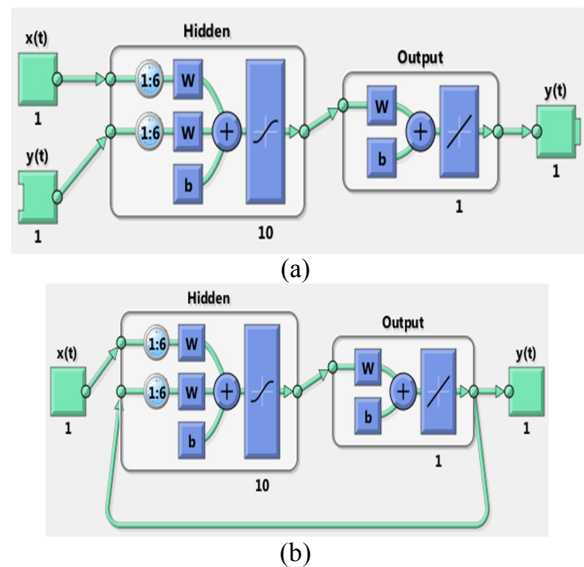 Hidden
x(t)
Output
1:6
W
W
y(t)
1
+
+
1:6
W
y(t)
b
b
1
1
1
10
(a)
Hidden
Output
x(t)
y(t)
1:6
W
W
+
+
1:6
W
b
b
1
1
1
10
(b)